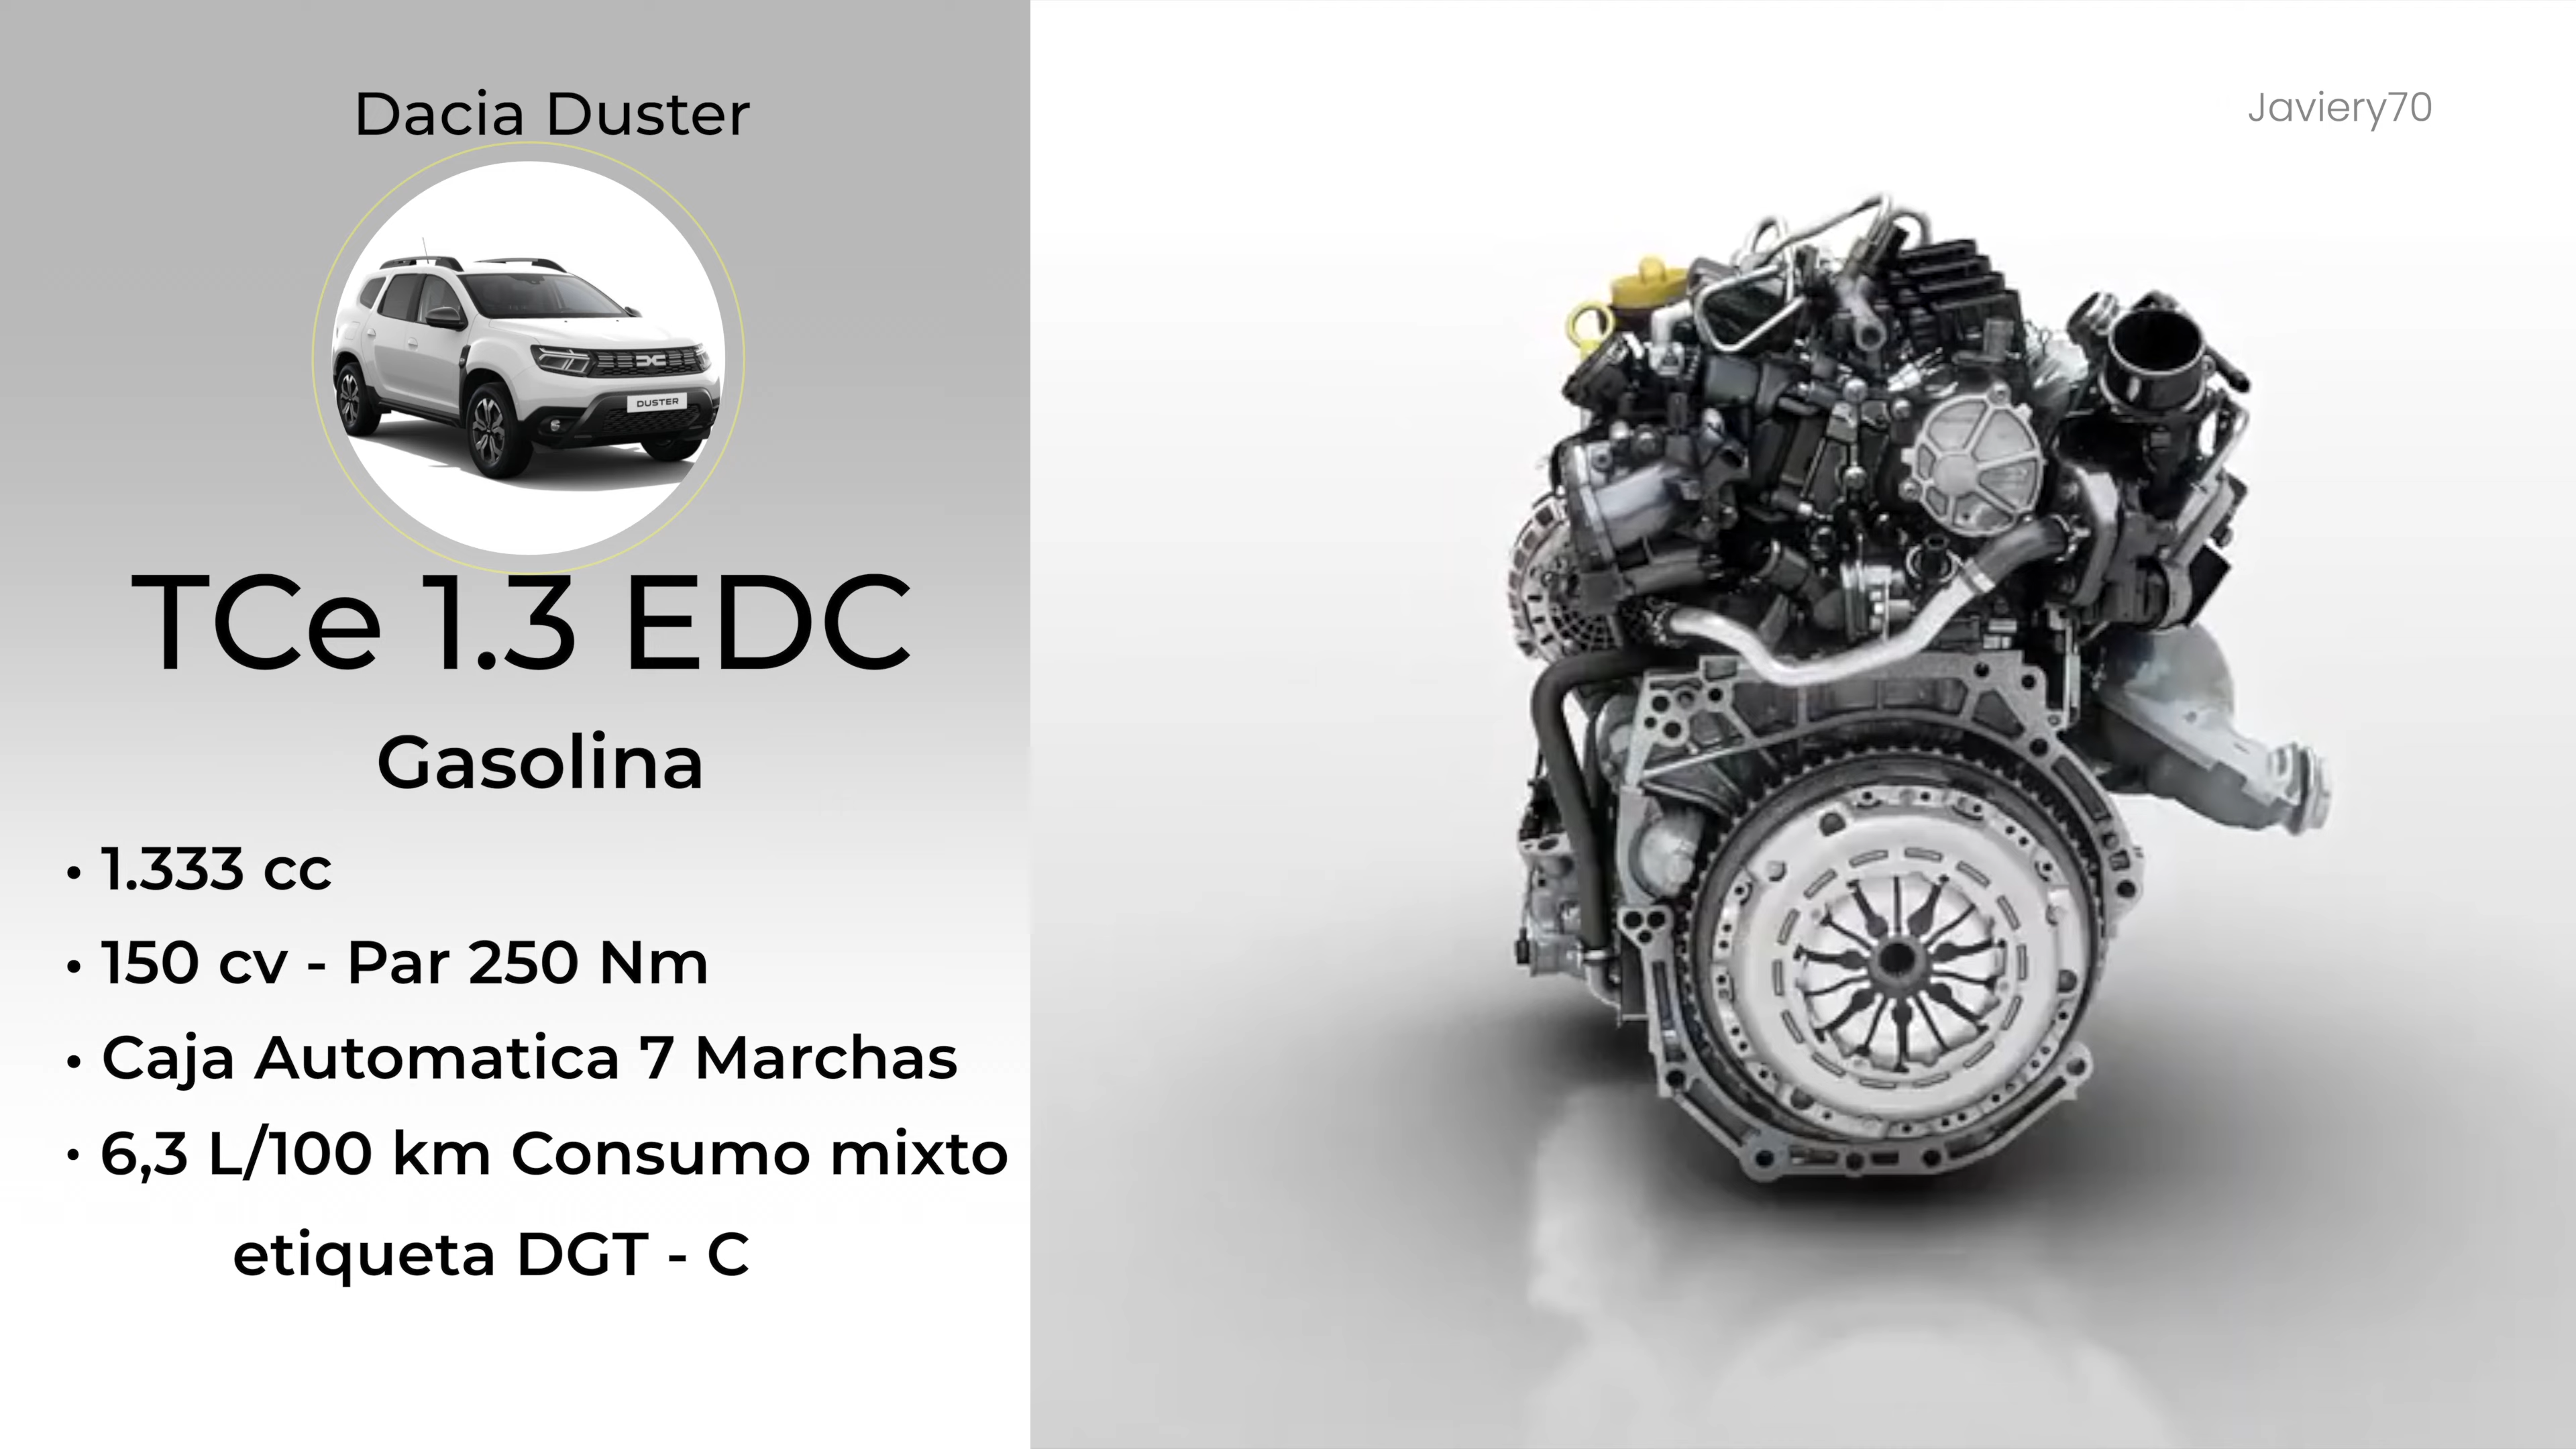 Dacia Duster
DUSTER
TCe 1.3 EDC
Gasolina
• 1.333 cc
• 150 cv - Par 250 Nm
• Caja Automatica 7 Marchas
• 6,3 L/100 km Consumo mixto
etiqueta DGT - C
Javiery70